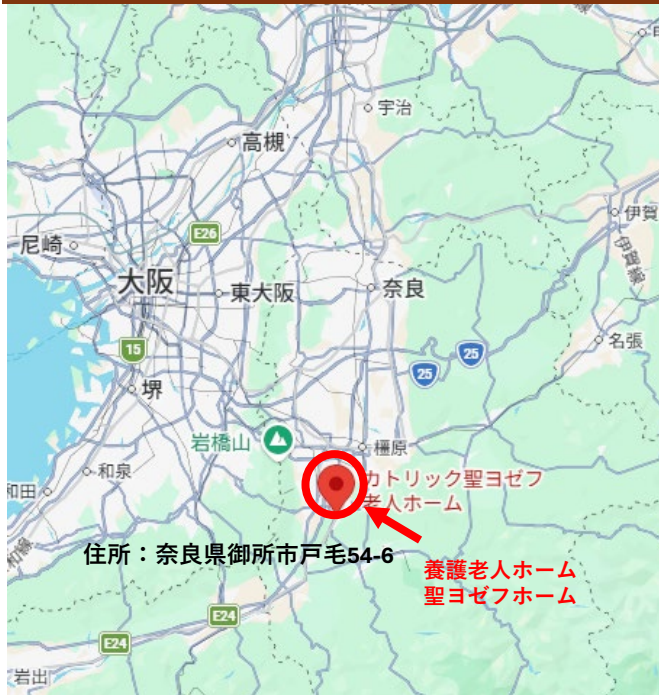 宇治
高槻
伊賀
E26
伊賀線
尼崎
大阪
東大阪
奈良
15
25
25
名張
堺
岩橋山
橿原
和泉
和田
カトリック聖ヨゼフ
老人ホーム
住所：奈良県御所市戸毛54-6
養護老人ホーム
聖ヨゼフホーム
E24
E24
岩出